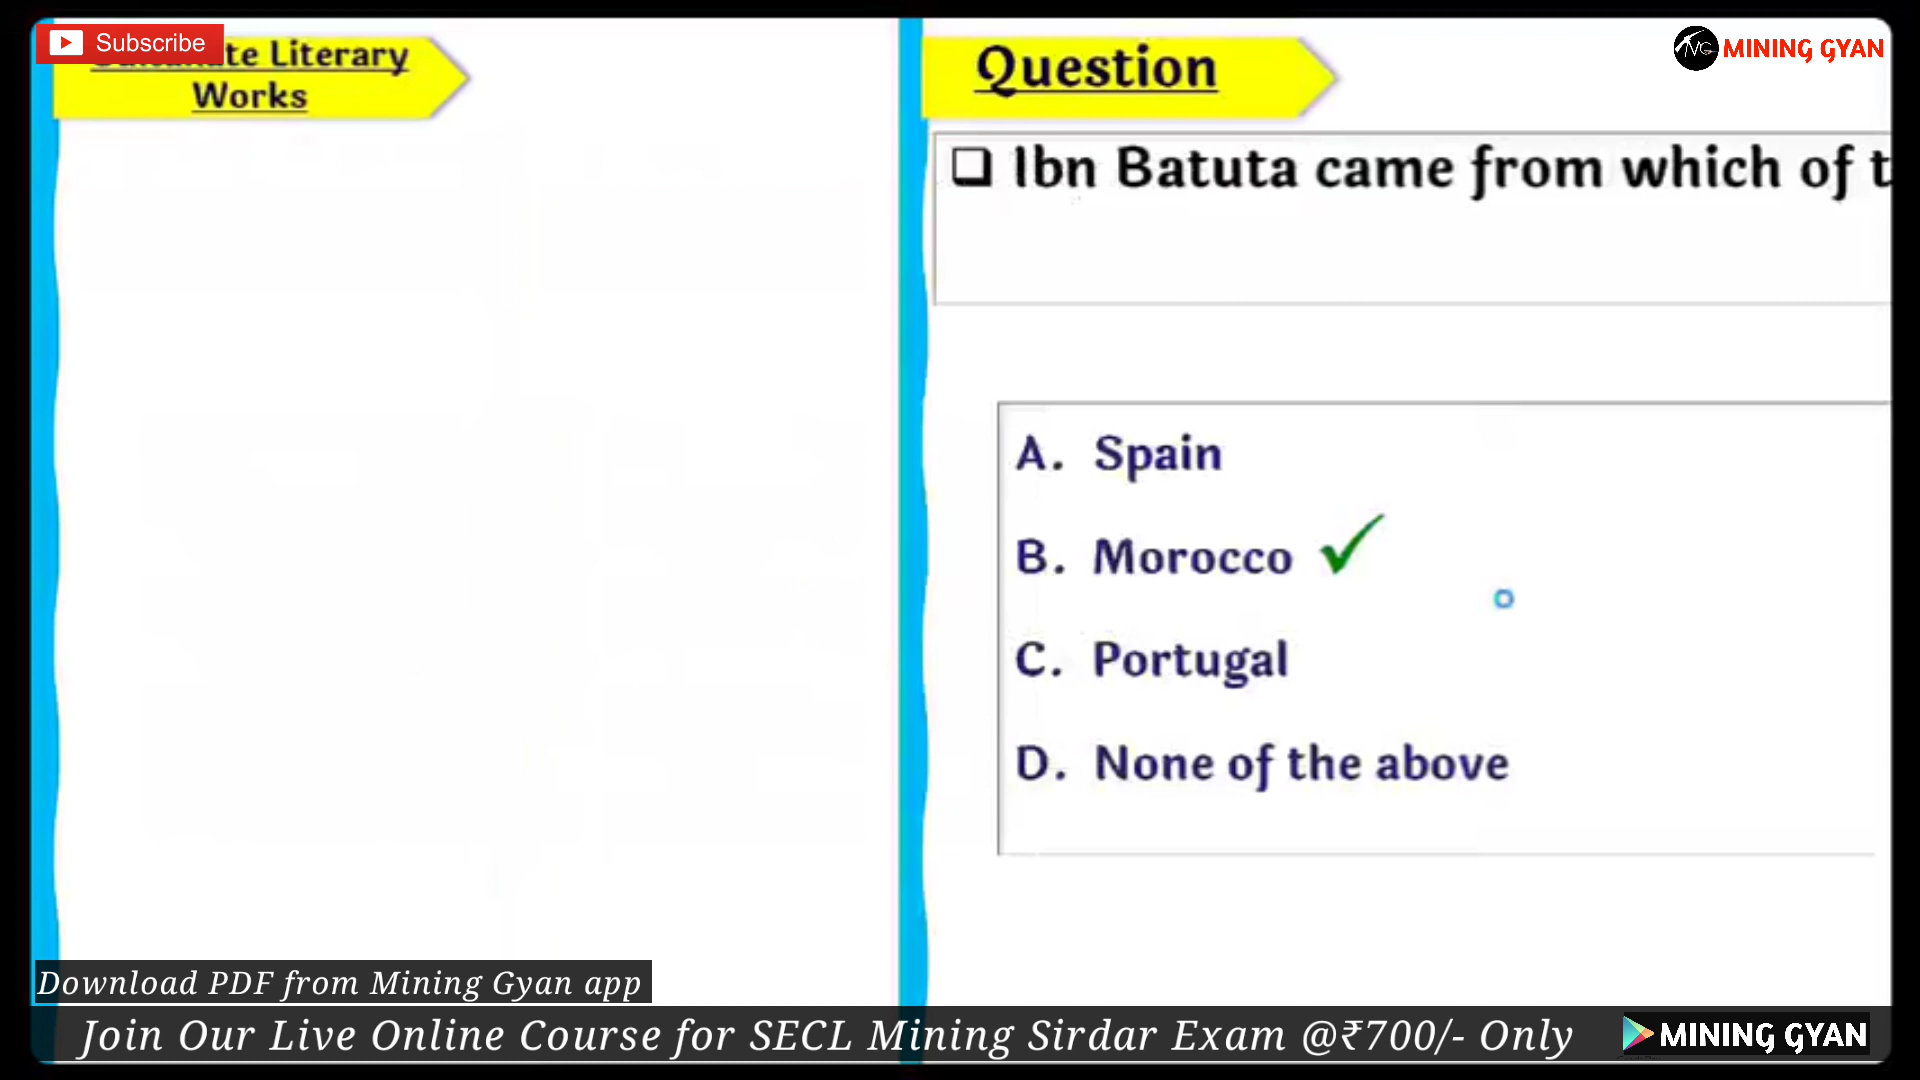 Subscribe
te Literary
Works
Question
MINING GYAN
❑ Ibn Batuta came from which of t
A. Spain
B. Morocco ✓
C. Portugal
D. None of the above
Download PDF from Mining Gyan app
Join Our Live Online Course for SECL Mining Sirdar Exam @₹700/- Only
MINING GYAN